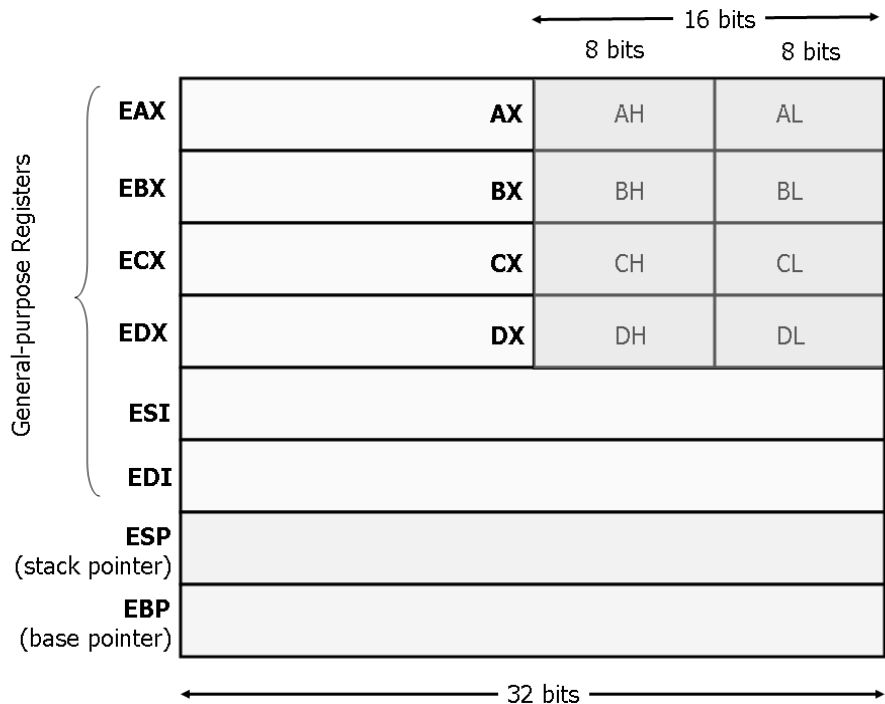 16 bits
8 bits 8 bits
General-purpose Registers
EAX AX AH AL
EBX BX BH BL
ECX CX CH CL
EDX DX DH DL
ESI
EDI
ESP
(stack pointer)
EBP
(base pointer)
32 bits